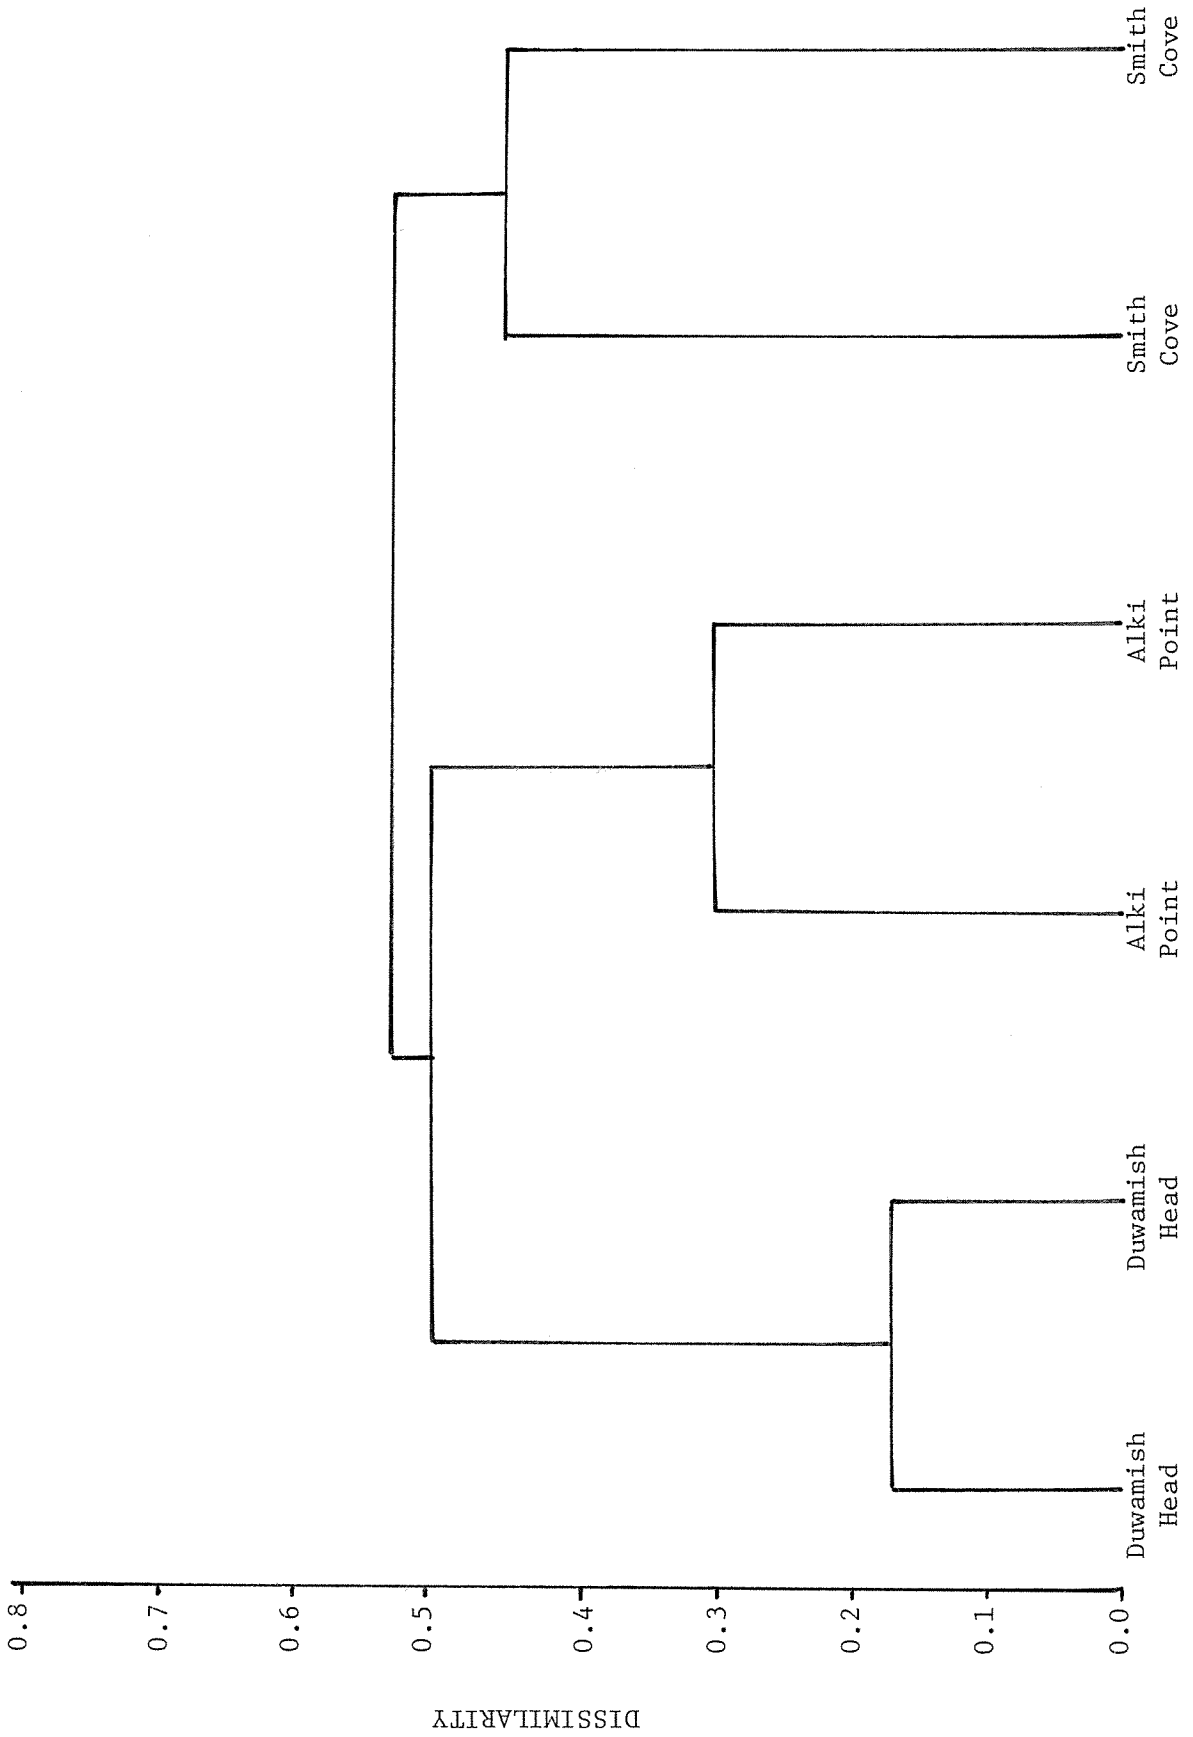 DISSIMILARITY
0.8
0.7
0.6
0.5
0.4
0.3
0.2
0.1
0.0
Duwamish
Head
Duwamish
Head
Alki
Point
Alki
Point
Smith
Cove
Smith
Cove